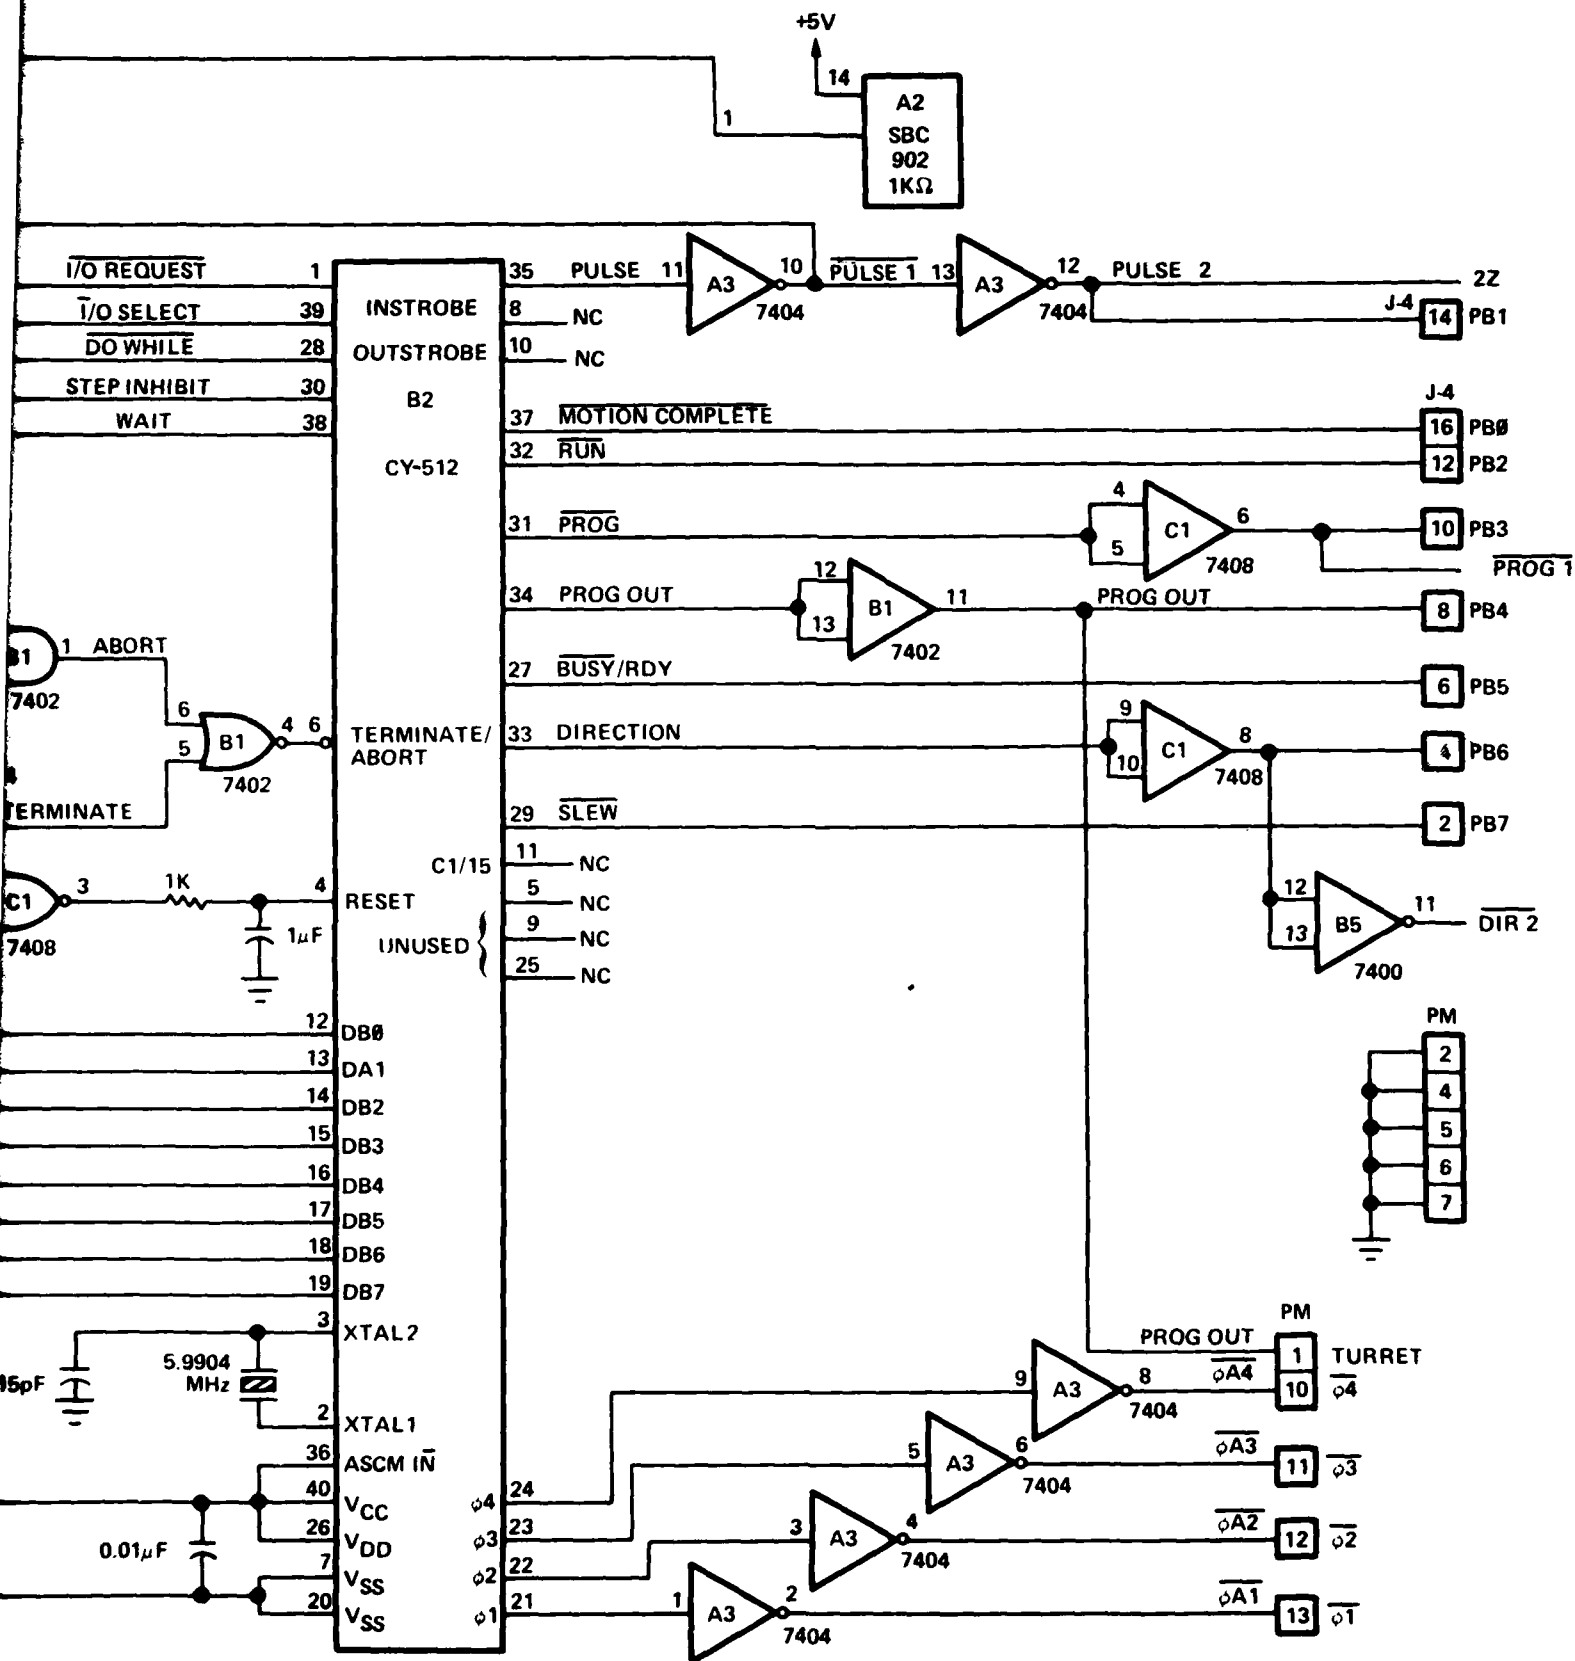 +5V
14
A2
SBC
902
1KΩ
1
I/O REQUEST 1
35 PULSE 11 A3 10 PULSE 1 13 A3 12 PULSE 2 2Z
7404
7404
J-4
14 PB1
I/O SELECT 39
INSTROBE 8 NC
DO WHILE 28
OUTSTROBE 10 NC
STEP INHIBIT 30
B2
WAIT 38
CY-512
J-4
37 MOTION COMPLETE 16 PBØ
32 RUN 12 PB2
31 PROG 4 5 C1 6 10 PB3
7408
PROG 1
34 PROG OUT 12 13 B1 11 PROG OUT 8 PB4
7402
27 BUSY/RDY 6 PB5
B1 1 ABORT
7402
6
5 B1 4 6
7402
TERMINATE
TERMINATE/
ABORT
33 DIRECTION 9 10 C1 8 4 PB6
7408
29 SLEW 2 PB7
C1/15 11 NC
C1 3 1K 4 RESET
7408
1μF
5 NC
UNUSED 9 NC
25 NC
12 13 B5 11 DIR 2
7400
12 DBØ
13 DA1
14 DB2
15 DB3
16 DB4
17 DB5
18 DB6
19 DB7
PM
2
4
5
6
7
3 XTAL2
5.9904
MHz
5pF
2 XTAL1
36 ASCM IN
40 VCC
26 VDD
0.01μF
7 VSS
20 VSS
PM
PROG OUT 1 TURRET
φ4 24 9 A3 8 φA4 10 φ4
7404
φ3 23 5 A3 6 φA3 11 φ3
7404
φ2 22 3 A3 4 φA2 12 φ2
7404
φ1 21 1 A3 2 φA1 13 φ1
7404